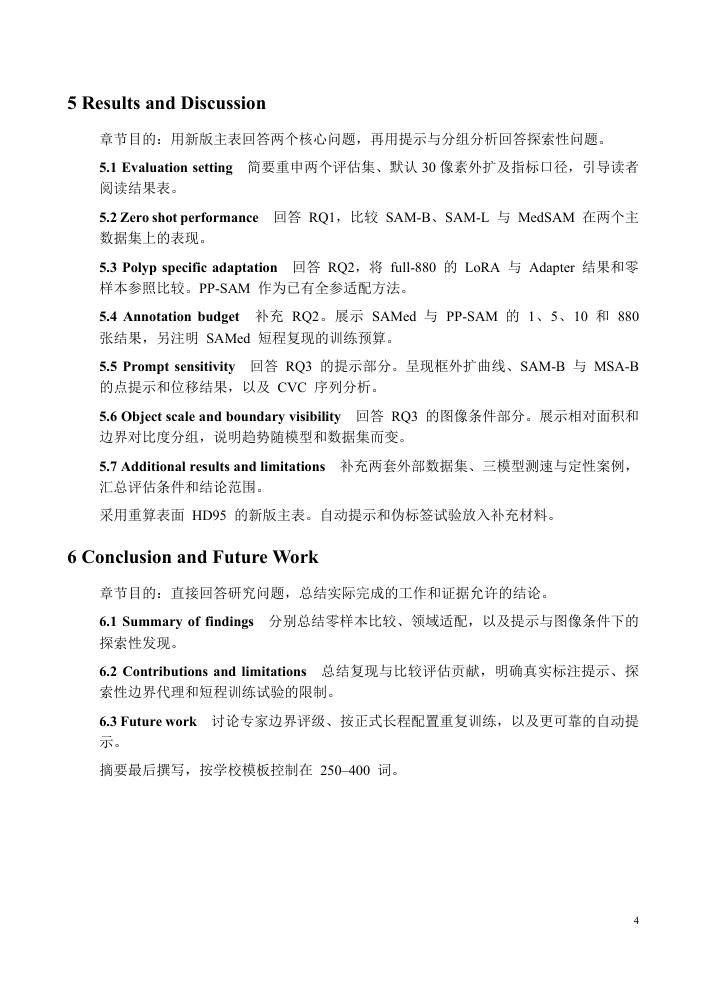 5 Results and Discussion
章节目的：用新版主表回答两个核心问题，再用提示与分组分析回答探索性问题。
5.1 Evaluation setting 简要重申两个评估集、默认 30 像素外扩及指标口径，引导读者
阅读结果表。
5.2 Zero shot performance 回答 RQ1，比较 SAM-B、SAM-L 与 MedSAM 在两个主
数据集上的表现。
5.3 Polyp specific adaptation 回答 RQ2，将 full-880 的 LoRA 与 Adapter 结果和零
样本参照比较。PP-SAM 作为已有全参适配方法。
5.4 Annotation budget 补充 RQ2。展示 SAMed 与 PP-SAM 的 1、5、10 和 880
张结果，另注明 SAMed 短程复现的训练预算。
5.5 Prompt sensitivity 回答 RQ3 的提示部分。呈现框外扩曲线、SAM-B 与 MSA-B
的点提示和位移结果，以及 CVC 序列分析。
5.6 Object scale and boundary visibility 回答 RQ3 的图像条件部分。展示相对面积和
边界对比度分组，说明趋势随模型和数据集而变。
5.7 Additional results and limitations 补充两套外部数据集、三模型测速与定性案例，
汇总评估条件和结论范围。
采用重算表面 HD95 的新版主表。自动提示和伪标签试验放入补充材料。
6 Conclusion and Future Work
章节目的：直接回答研究问题，总结实际完成的工作和证据允许的结论。
6.1 Summary of findings 分别总结零样本比较、领域适配，以及提示与图像条件下的
探索性发现。
6.2 Contributions and limitations 总结复现与比较评估贡献，明确真实标注提示、探
索性边界代理和短程训练试验的限制。
6.3 Future work 讨论专家边界评级、按正式长程配置重复训练，以及更可靠的自动提
示。
摘要最后撰写，按学校模板控制在 250–400 词。
4